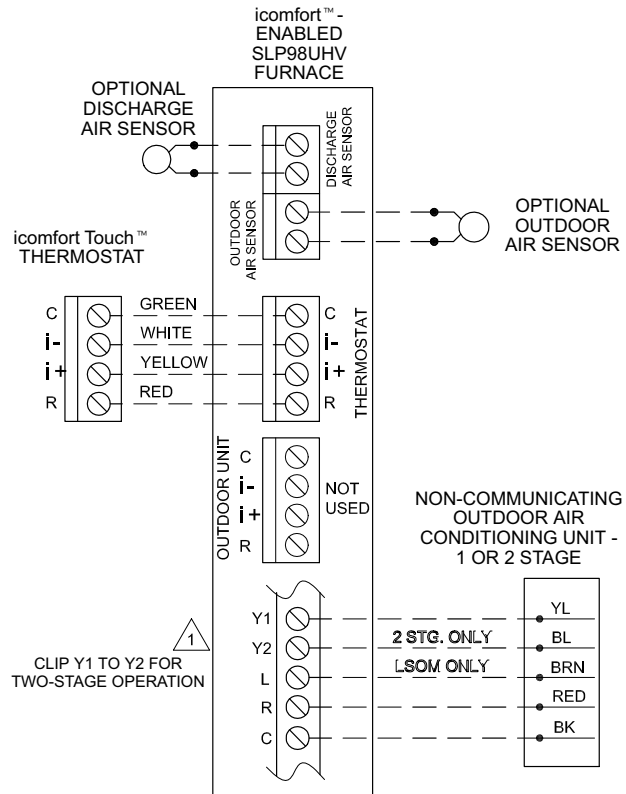 icomfort™-
ENABLED
SLP98UHV
FURNACE
OPTIONAL
DISCHARGE
AIR SENSOR
DISCHARGE
AIR SENSOR
OUTDOOR
AIR SENSOR
OPTIONAL
OUTDOOR
AIR SENSOR
icomfort Touch™
THERMOSTAT
C GREEN C
i- WHITE i-
i+ YELLOW i+
R RED R
THERMOSTAT
OUTDOOR UNIT
C
i-
i+
R
NOT
USED
NON-COMMUNICATING
OUTDOOR AIR
CONDITIONING UNIT -
1 OR 2 STAGE
1
CLIP Y1 TO Y2 FOR
TWO-STAGE OPERATION
Y1 YL
Y2 2 STG. ONLY BL
L LSOM ONLY BRN
R RED
C BK